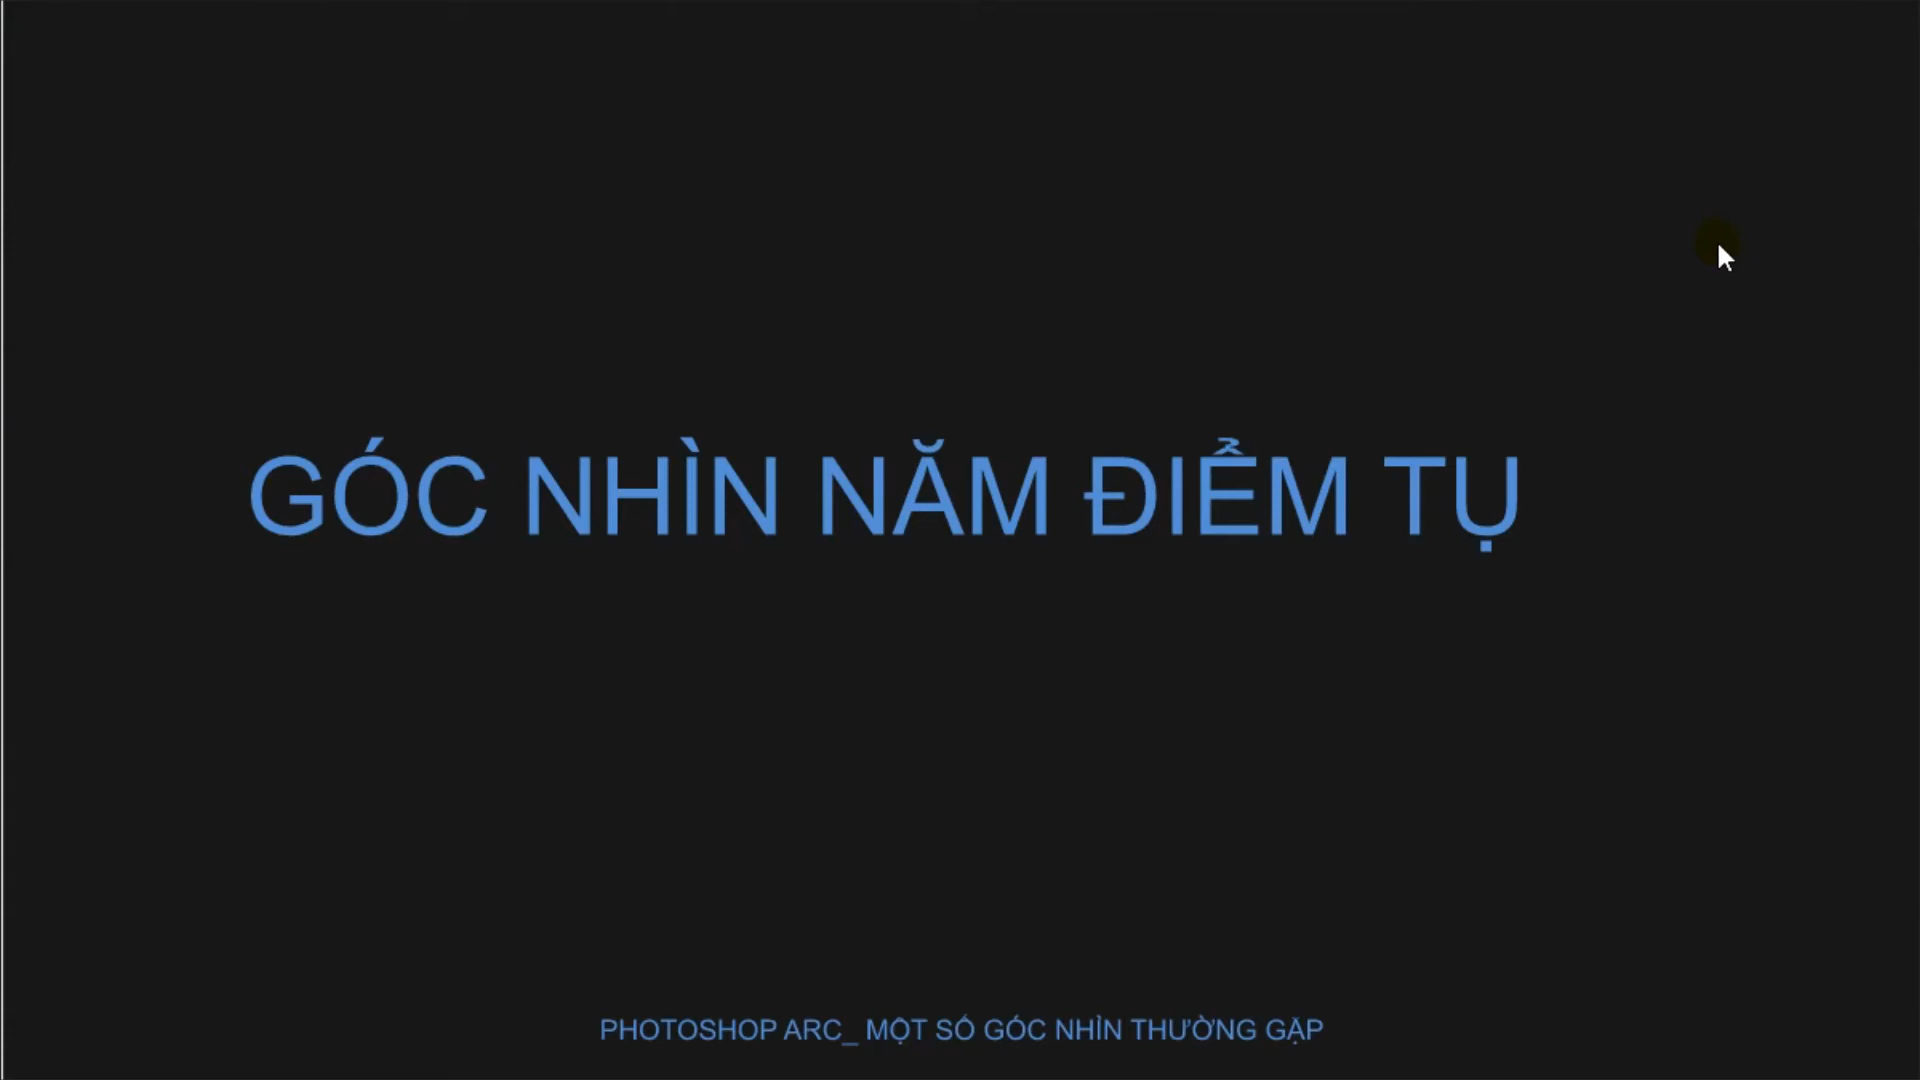 GÓC NHÌN NĂM ĐIỂM TỤ
PHOTOSHOP ARC_ MỘT SỐ GÓC NHÌN THƯỜNG GẶP